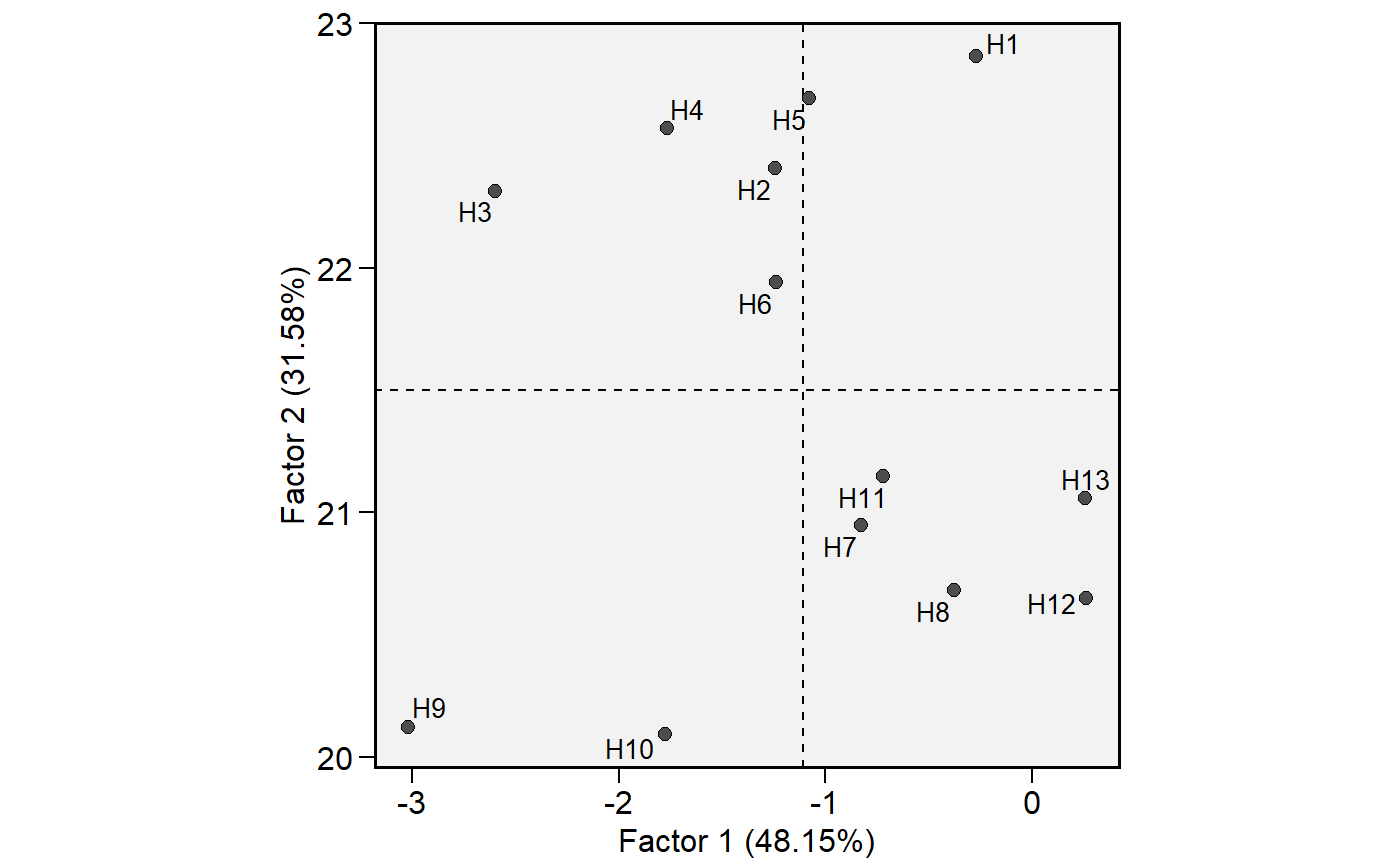 23
H1
H4
H5
H2
H3
22
H6
Factor 2 (31.58%)
H13
H11
21
H7
H12
H8
H9
H10
20
-3 -2 -1 0
Factor 1 (48.15%)